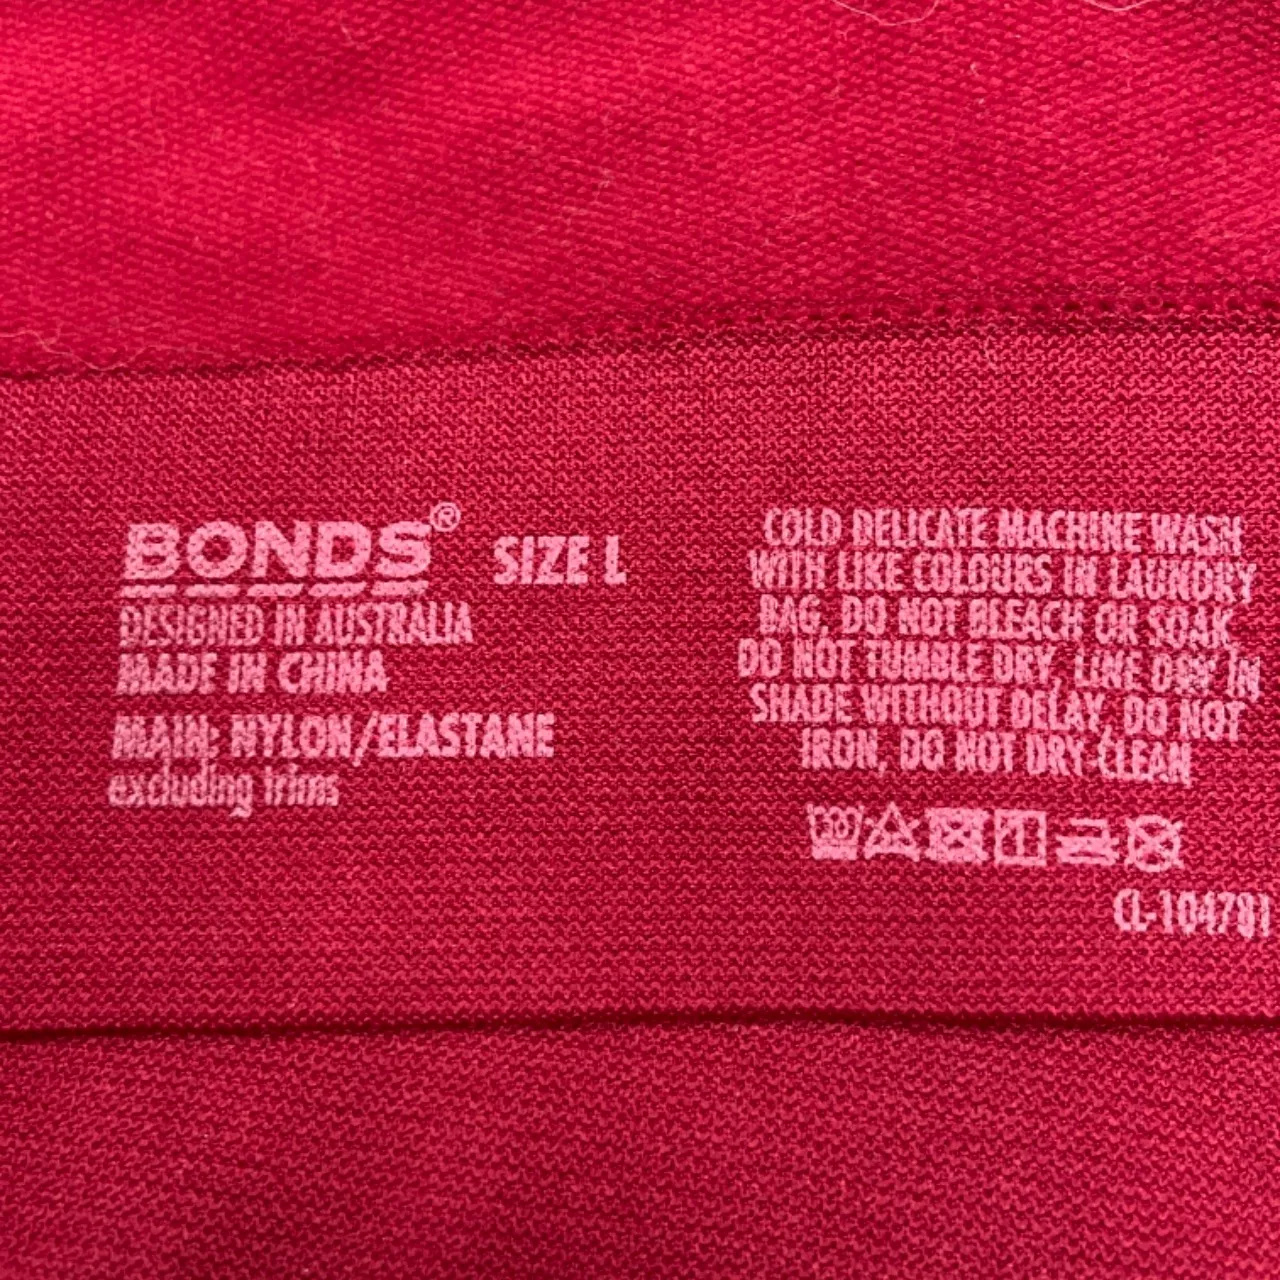 BONDS® SIZE L
DESIGNED IN AUSTRALIA
MADE IN CHINA
MAIN: NYLON/ELASTANE
excluding trims
COLD DELICATE MACHINE WASH
WITH LIKE COLOURS IN LAUNDRY
BAG, DO NOT BLEACH OR SOAK,
DO NOT TUMBLE DRY, LINE DRY IN
SHADE WITHOUT DELAY, DO NOT
IRON, DO NOT DRY-CLEAN
CL-104781